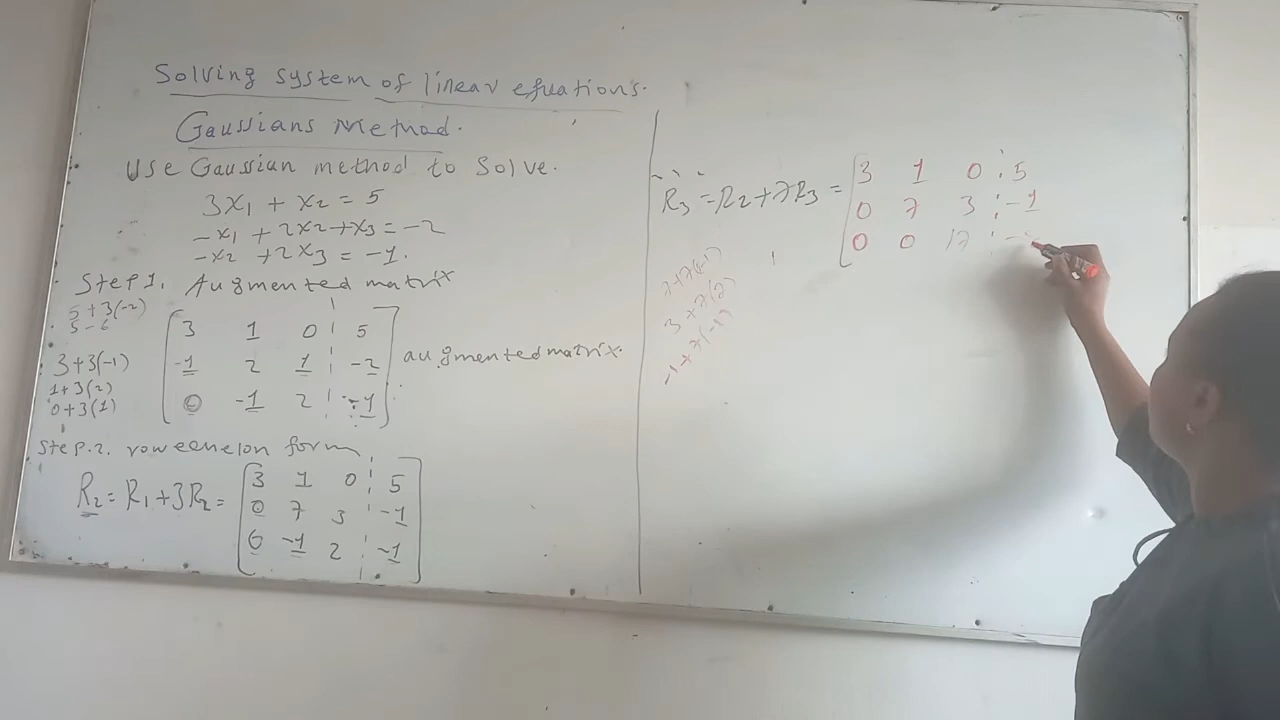 Solving system of linear equations.
Gaussians Method.
Use Gaussian method to Solve.
3x1 + x2 = 5
-x1 + 2x2 + x3 = -2
-x2 + 2x3 = -1.
Step 1. Augmented matrix
5 + 3(-2)
5 - 6
3 + 3(-1)
1 + 3(2)
0 + 3(1)
3 1 0 ¦ 5
-1 2 1 ¦ -2
0 -1 2 ¦ -1
augmented matrix.
Step.2. row echelon form
R2 = R1 + 3R2 =
3 1 0 ¦ 5
0 7 3 ¦ -1
0 -1 2 ¦ -1
R3 = R2 + 7R3 =
3 1 0 ¦ 5
0 7 3 ¦ -1
0 0 17 ¦ -
7 + 7(-1)
3 + 7(2)
-1 + 7(-1)